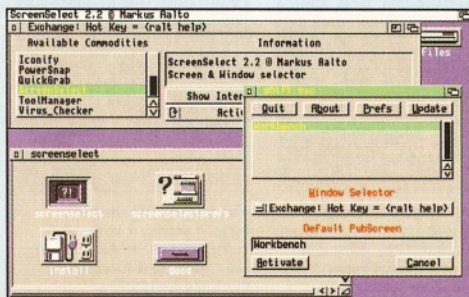 ScreenSelect 2.2 @ Markus Aalto
Exchange: Hot Key = <ralt help>
Available Commodities
Information
Iconify
PowerSnap
QuickGrab
ScreenSelect
ToolManager
Virus_Checker
ScreenSelect 2.2 @ Markus Aalto
Screen & Window selector
Show Inter
Acti
Files
shift esc
Quit
About
Prefs
Update
Workbench
Window Selector
Exchange: Hot Key = <ralt help>
Default PubScreen
Workbench
Activate
Cancel
screenselect
screenselect
screenselectprefs
install
docs